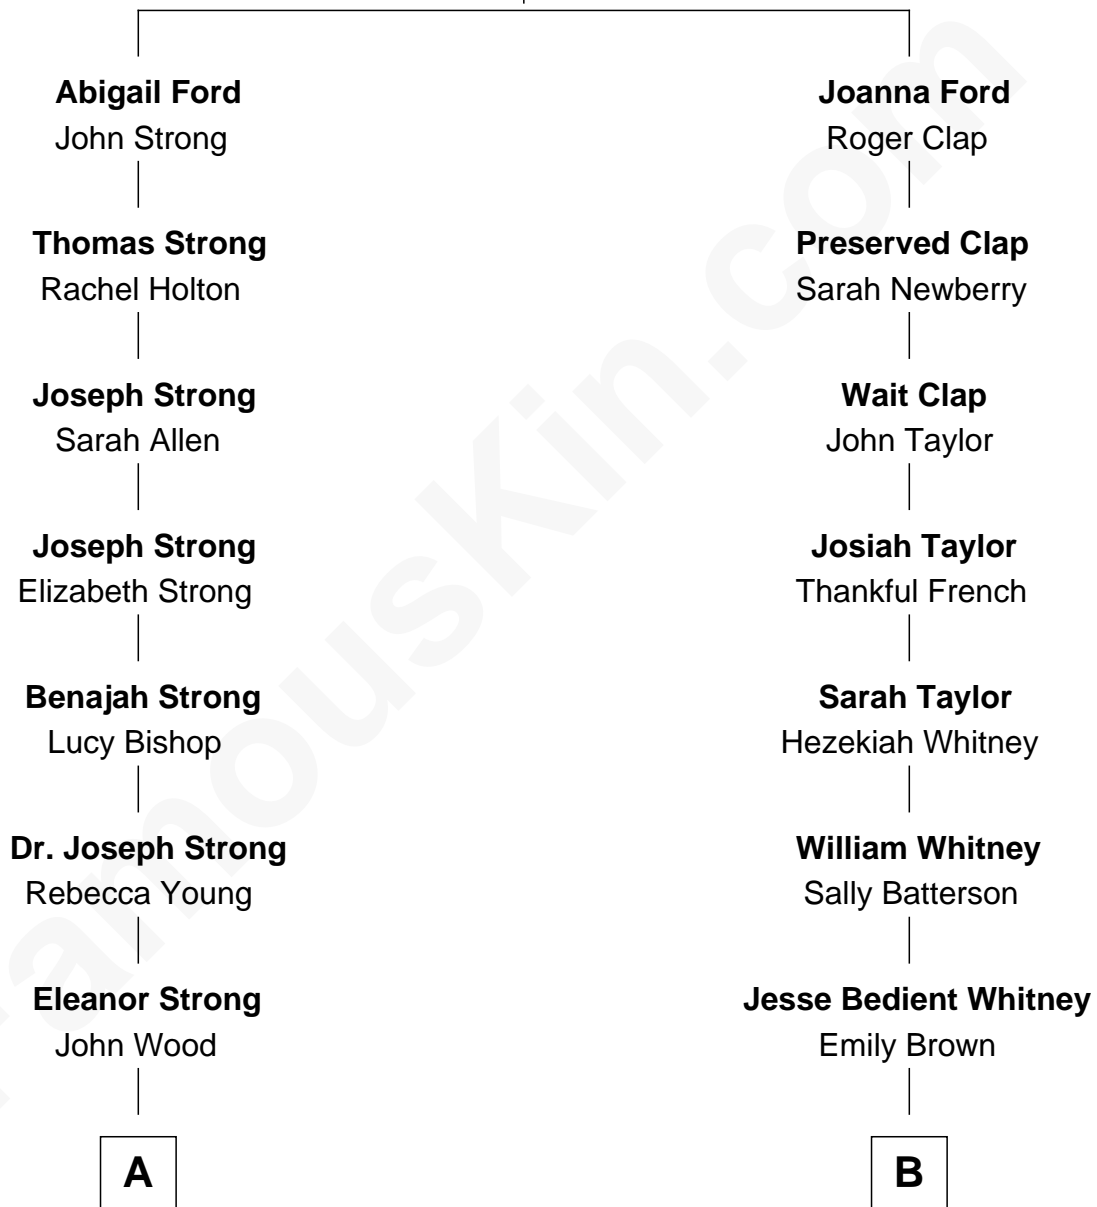 Abigail Ford
John Strong
Joanna Ford
Roger Clap
Thomas Strong
Rachel Holton
Preserved Clap
Sarah Newberry
Joseph Strong
Sarah Allen
Wait Clap
John Taylor
Joseph Strong
Elizabeth Strong
Josiah Taylor
Thankful French
Benajah Strong
Lucy Bishop
Sarah Taylor
Hezekiah Whitney
Dr. Joseph Strong
Rebecca Young
William Whitney
Sally Batterson
Eleanor Strong
John Wood
Jesse Bedient Whitney
Emily Brown
A
B
FamousKin.com